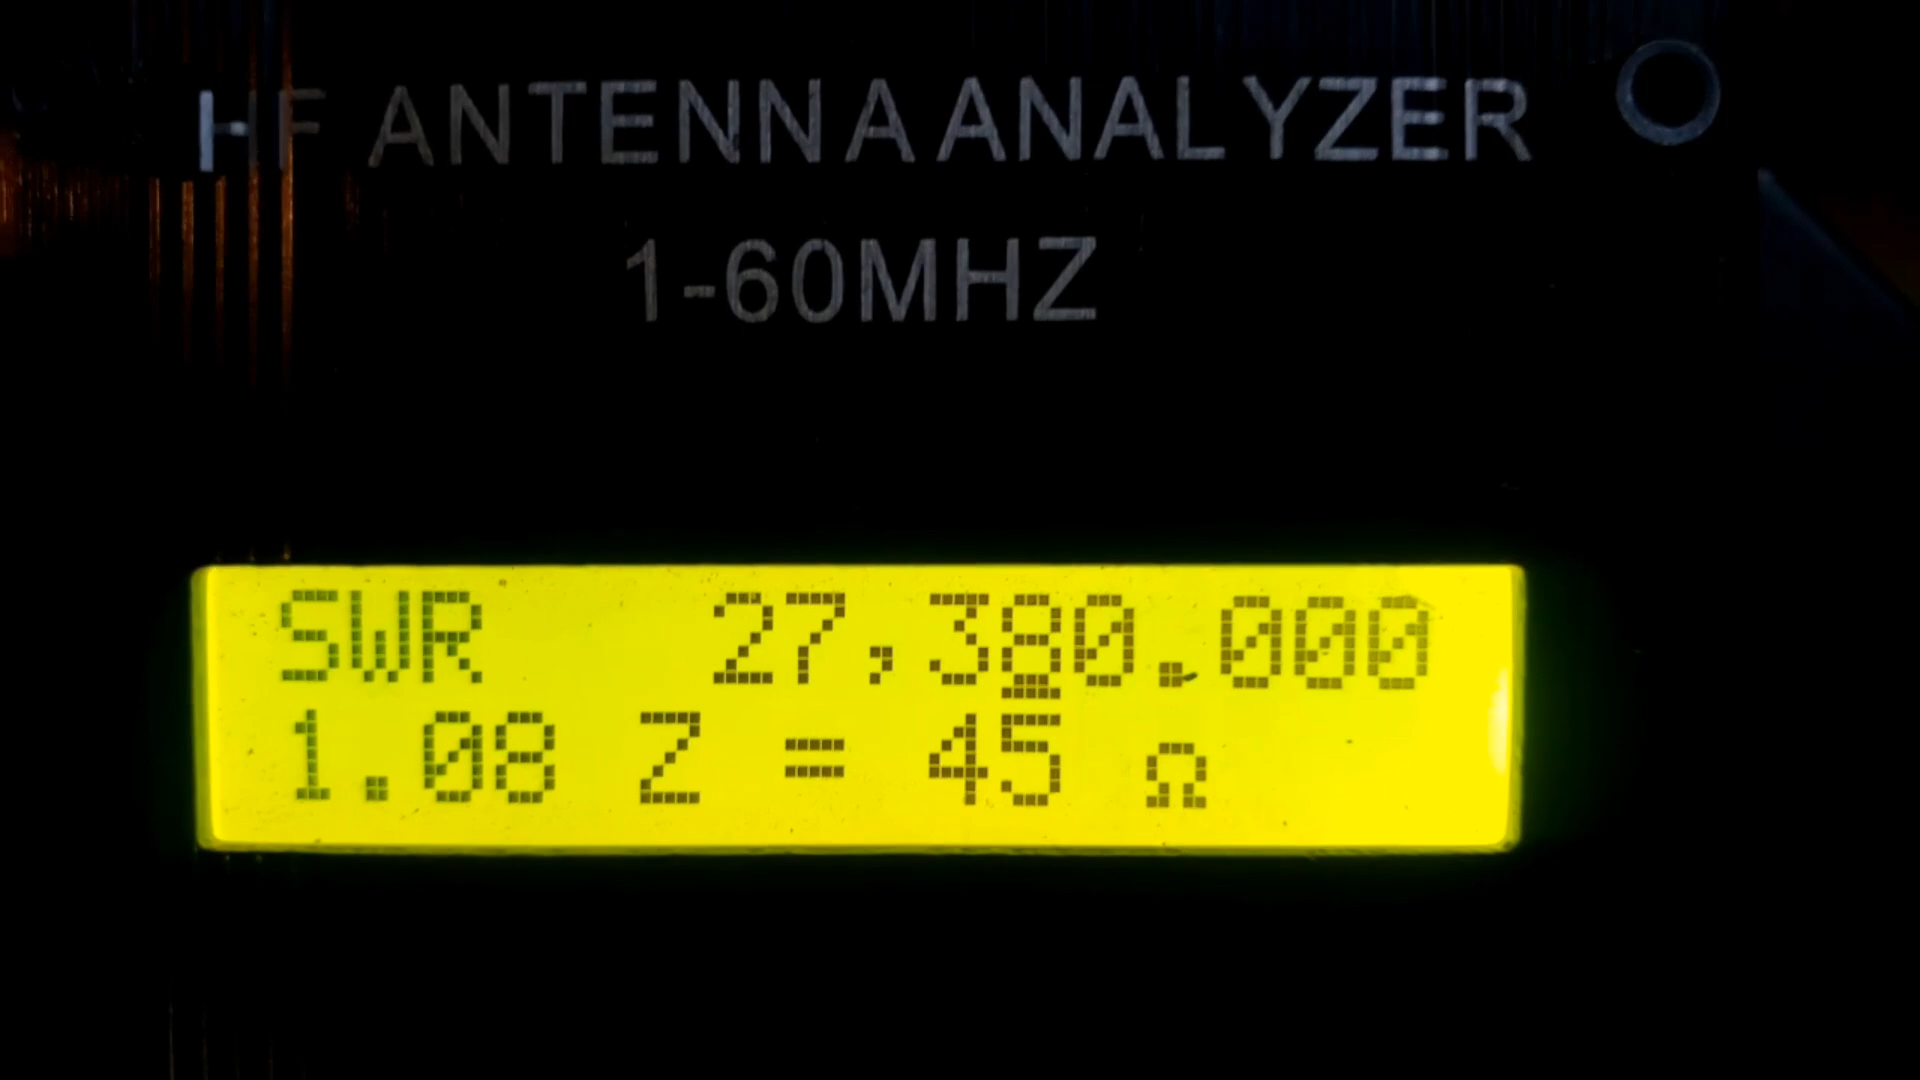 HF ANTENNA ANALYZER
1-60MHZ
SWR 27,380.000
1.08 Z = 45 Ω